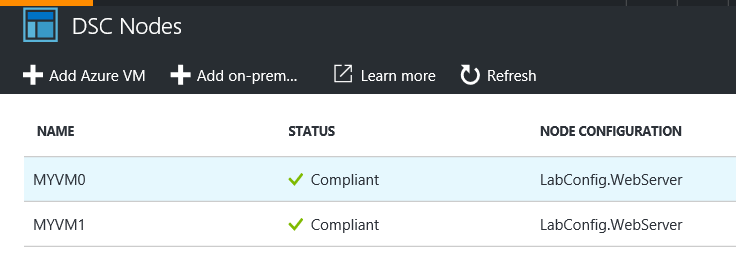 DSC Nodes
Add Azure VM Add on-prem... Learn more Refresh
NAME STATUS NODE CONFIGURATION
MYVM0 Compliant LabConfig.WebServer
MYVM1 Compliant LabConfig.WebServer